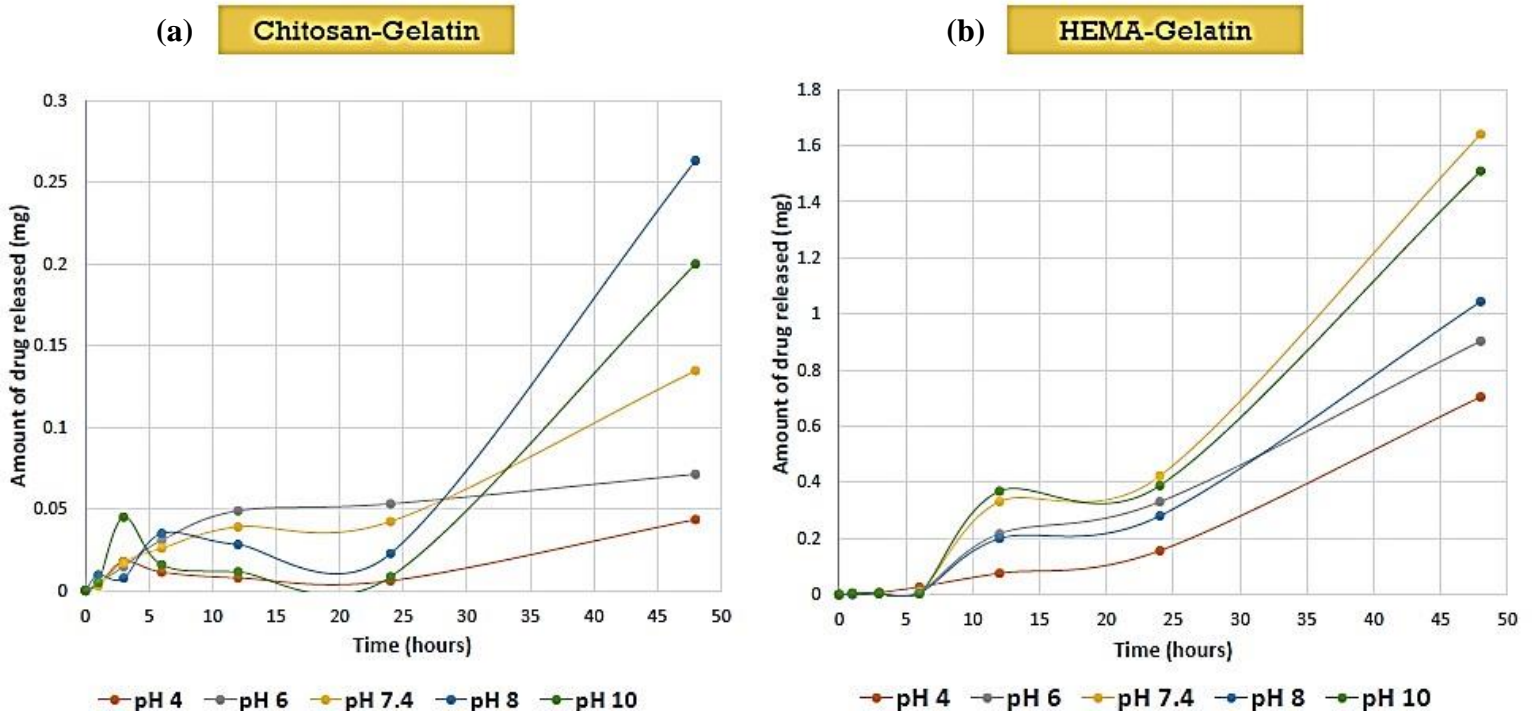 (a) Chitosan-Gelatin
Amount of drug released (mg)
0.3
0.25
0.2
0.15
0.1
0.05
0
0 5 10 15 20 25 30 35 40 45 50
Time (hours)
pH 4 pH 6 pH 7.4 pH 8 pH 10
(b) HEMA-Gelatin
Amount of drug released (mg)
1.8
1.6
1.4
1.2
1
0.8
0.6
0.4
0.2
0
0 5 10 15 20 25 30 35 40 45 50
Time (hours)
pH 4 pH 6 pH 7.4 pH 8 pH 10